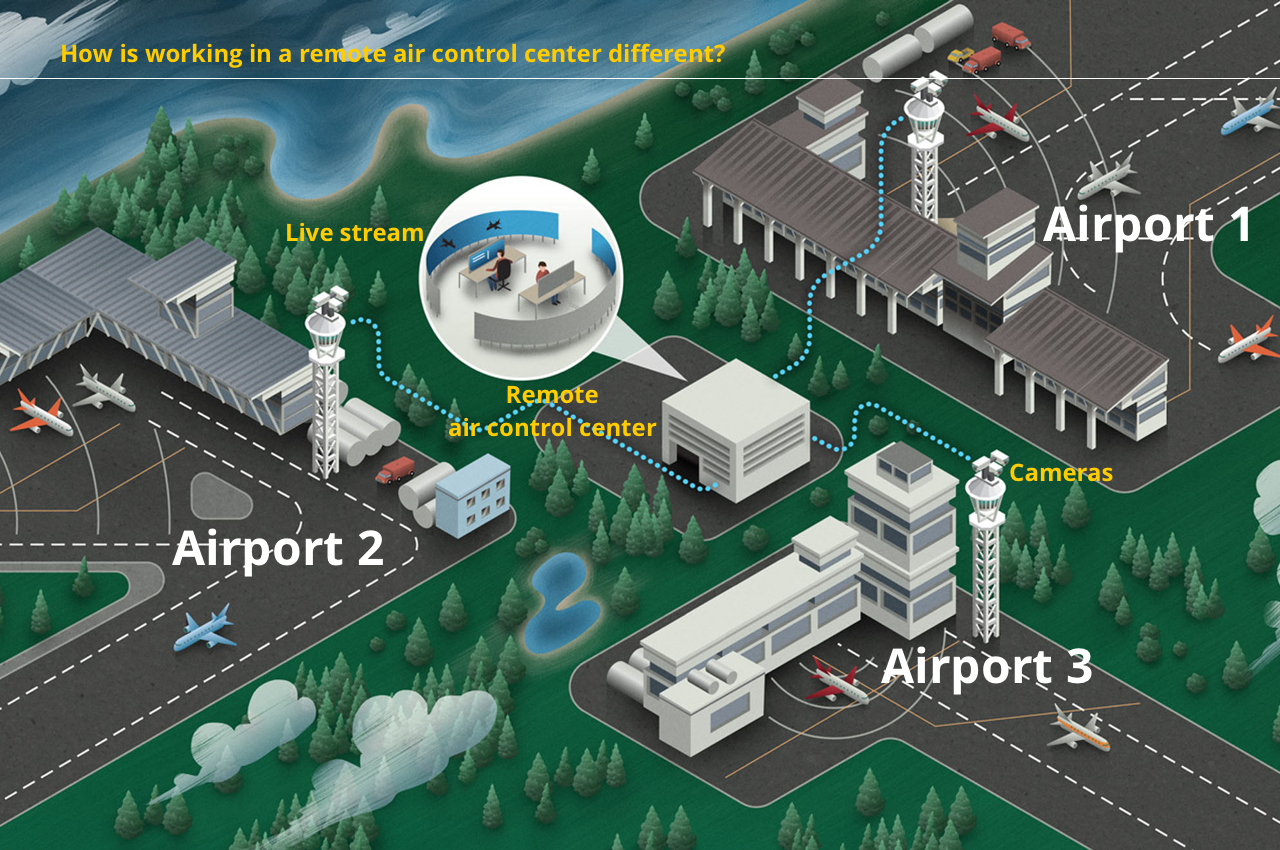 How is working in a remote air control center different?
Airport 1
Live stream
Remote
air control center
Cameras
Airport 2
Airport 3